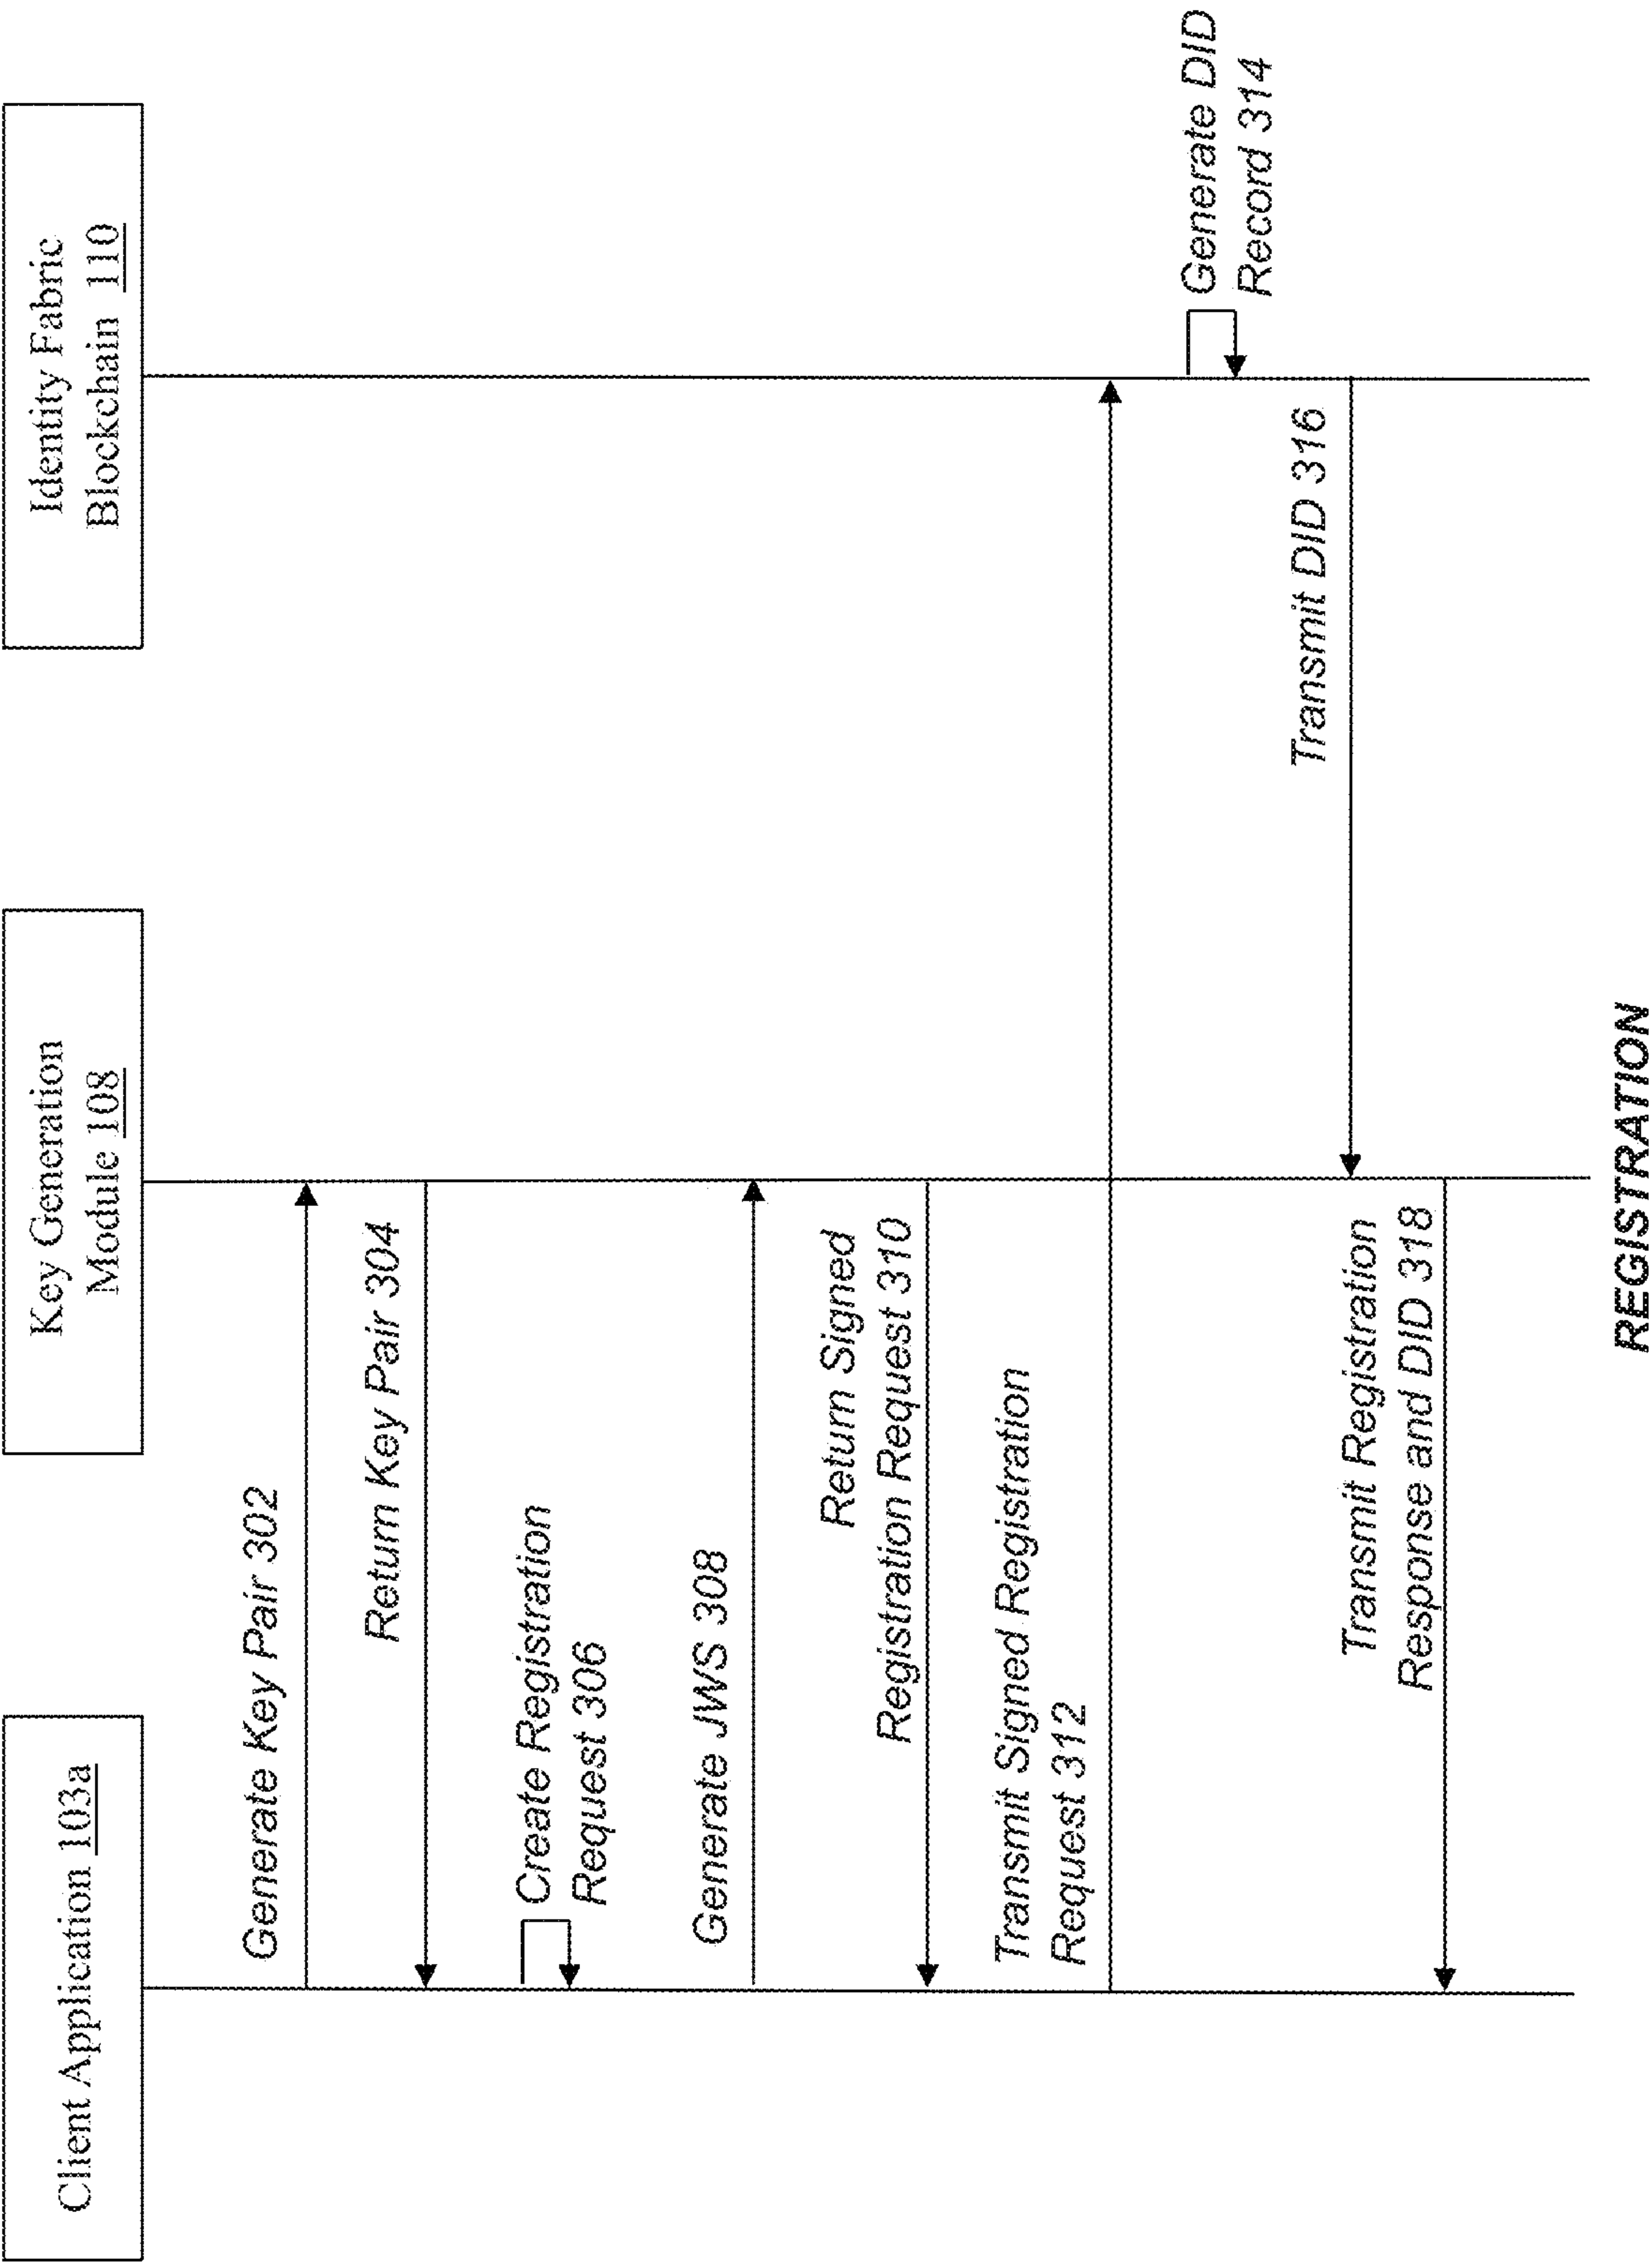 Client Application 103a
Key Generation
Module 108
Identity Fabric
Blockchain 110
Generate Key Pair 302
Return Key Pair 304
Create Registration
Request 306
Generate JWS 308
Return Signed
Registration Request 310
Transmit Signed Registration
Request 312
Generate DID
Record 314
Transmit DID 316
Transmit Registration
Response and DID 318
REGISTRATION